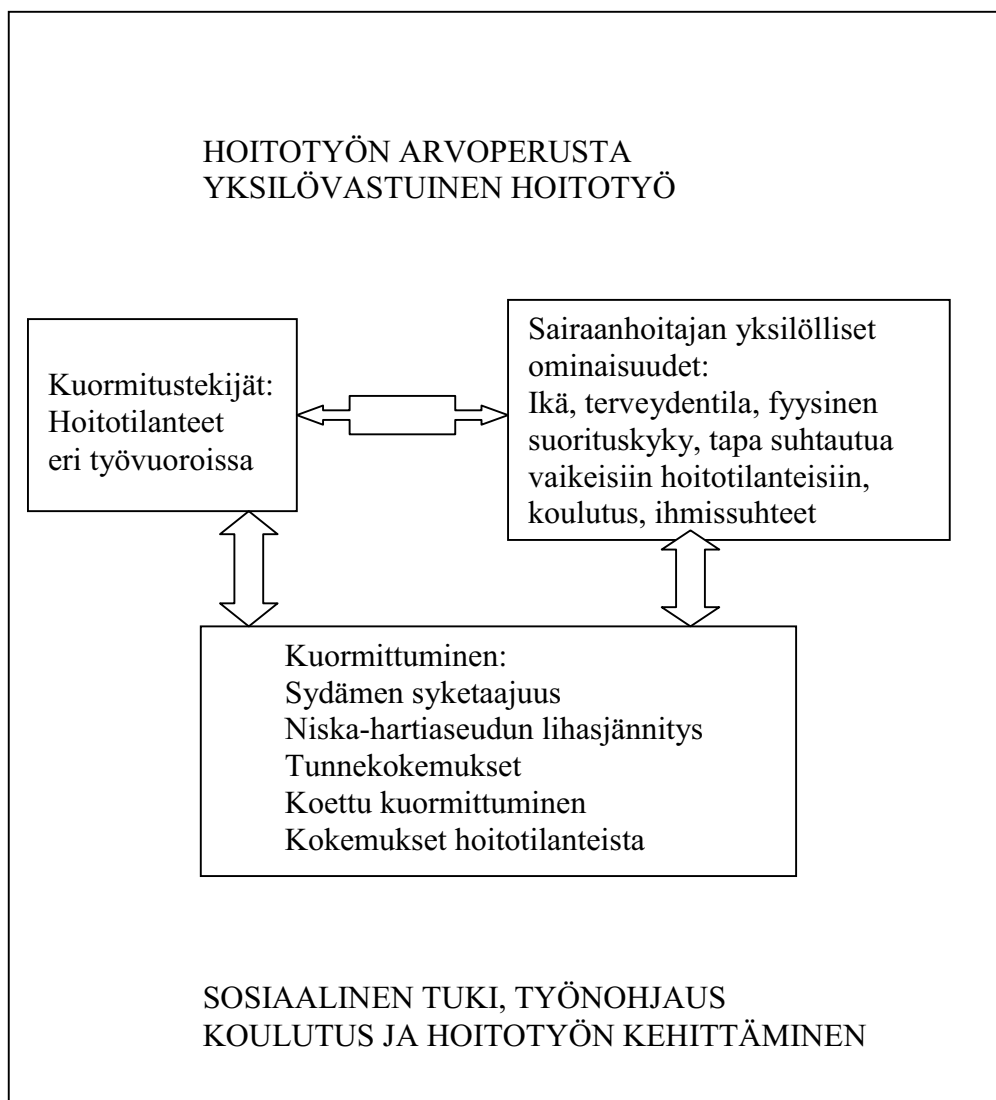 HOITOTYÖN ARVOPERUSTA
YKSILÖVASTUINEN HOITOTYÖ
Kuormitustekijät:
Hoitotilanteet
eri työvuoroissa
Sairaanhoitajan yksilölliset
ominaisuudet:
Ikä, terveydentila, fyysinen
suorituskyky, tapa suhtautua
vaikeisiin hoitotilanteisiin,
koulutus, ihmissuhteet
Kuormittuminen:
Sydämen syketaajuus
Niska-hartiaseudun lihasjännitys
Tunnekokemukset
Koettu kuormittuminen
Kokemukset hoitotilanteista
SOSIAALINEN TUKI, TYÖNOHJAUS
KOULUTUS JA HOITOTYÖN KEHITTÄMINEN